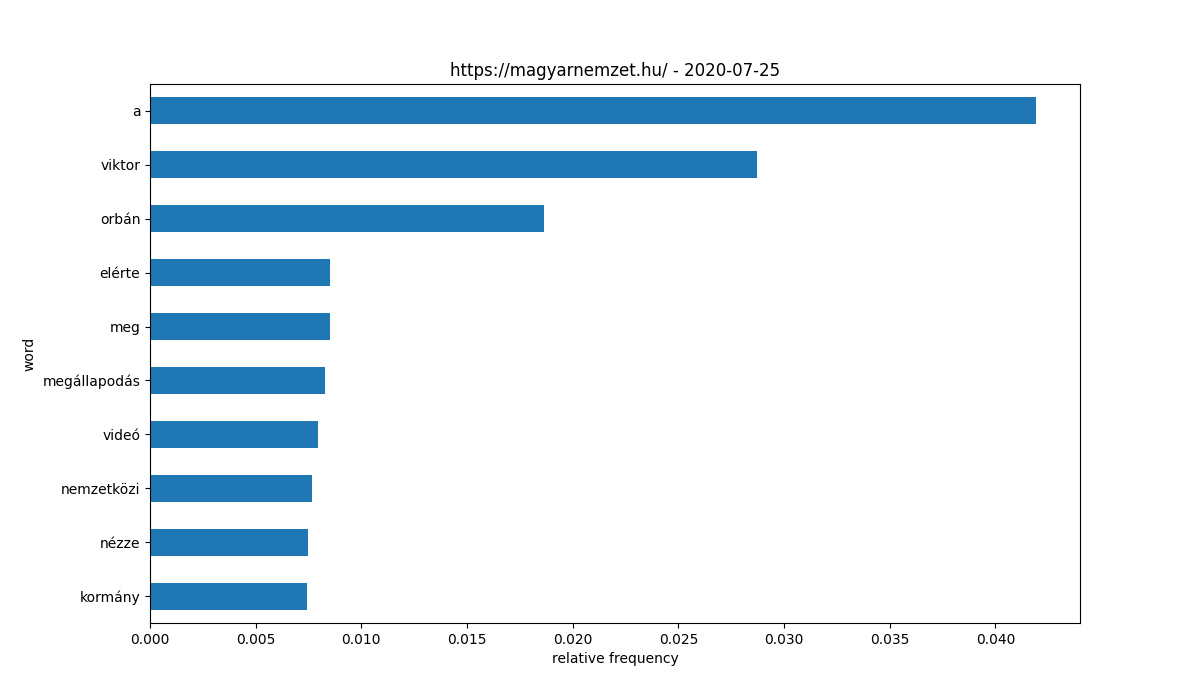 https://magyarnemzet.hu/ - 2020-07-25
a
viktor
orbán
elérte
meg
megállapodás
videó
nemzetközi
nézze
kormány
word
0.000 0.005 0.010 0.015 0.020 0.025 0.030 0.035 0.040
relative frequency